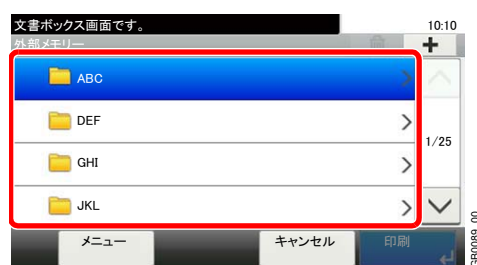 文書ボックス画面です。
10:10
外部メモリー
ABC
DEF
1/25
GHI
JKL
メニュー
キャンセル
印刷
GB0089_00